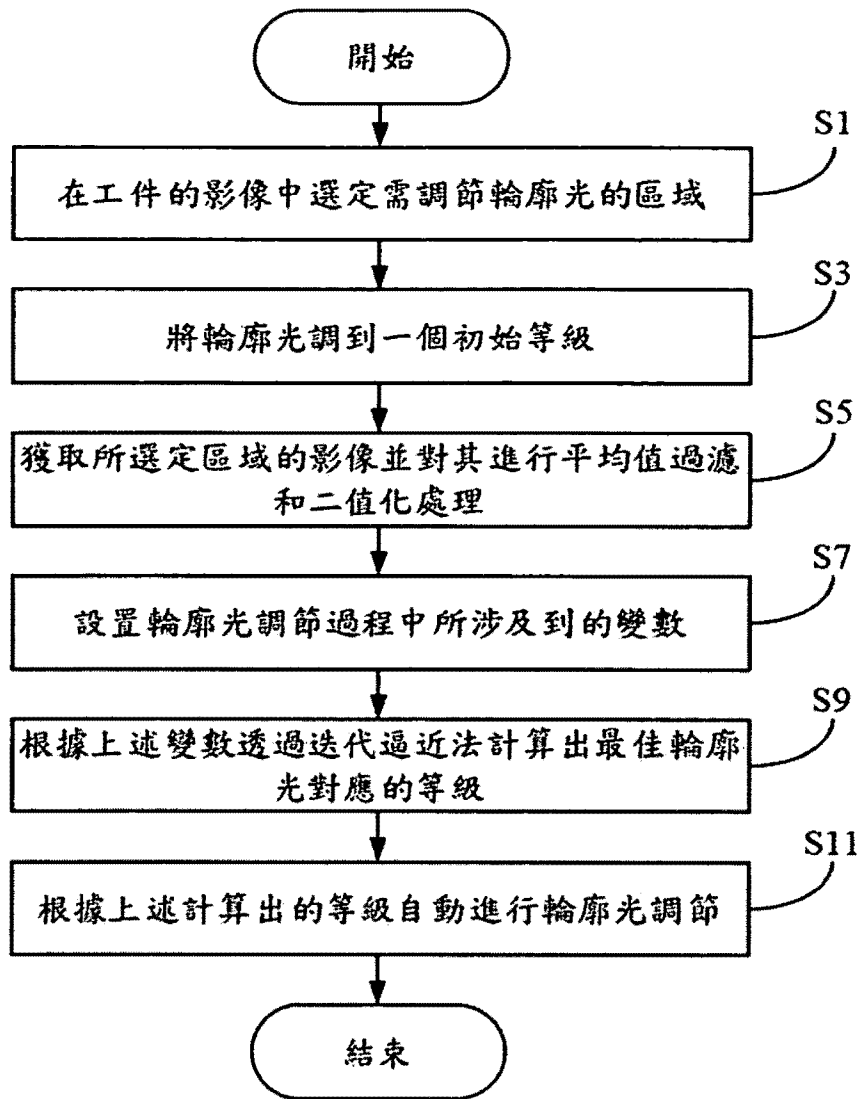 開始
S1
在工件的影像中選定需調節輪廓光的區域
S3
將輪廓光調到一個初始等級
S5
獲取所選定區域的影像並對其進行平均值過濾
和二值化處理
S7
設置輪廓光調節過程中所涉及到的變數
S9
根據上述變數透過迭代逼近法計算出最佳輪廓
光對應的等級
S11
根據上述計算出的等級自動進行輪廓光調節
結束